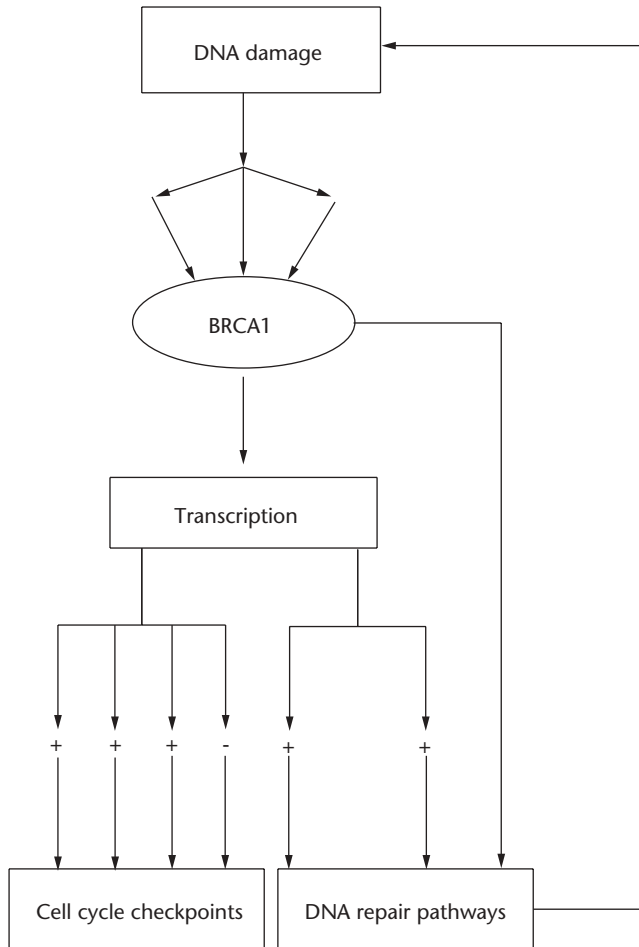 DNA damage
BRCA1
Transcription
+ + + - + +
Cell cycle checkpoints
DNA repair pathways